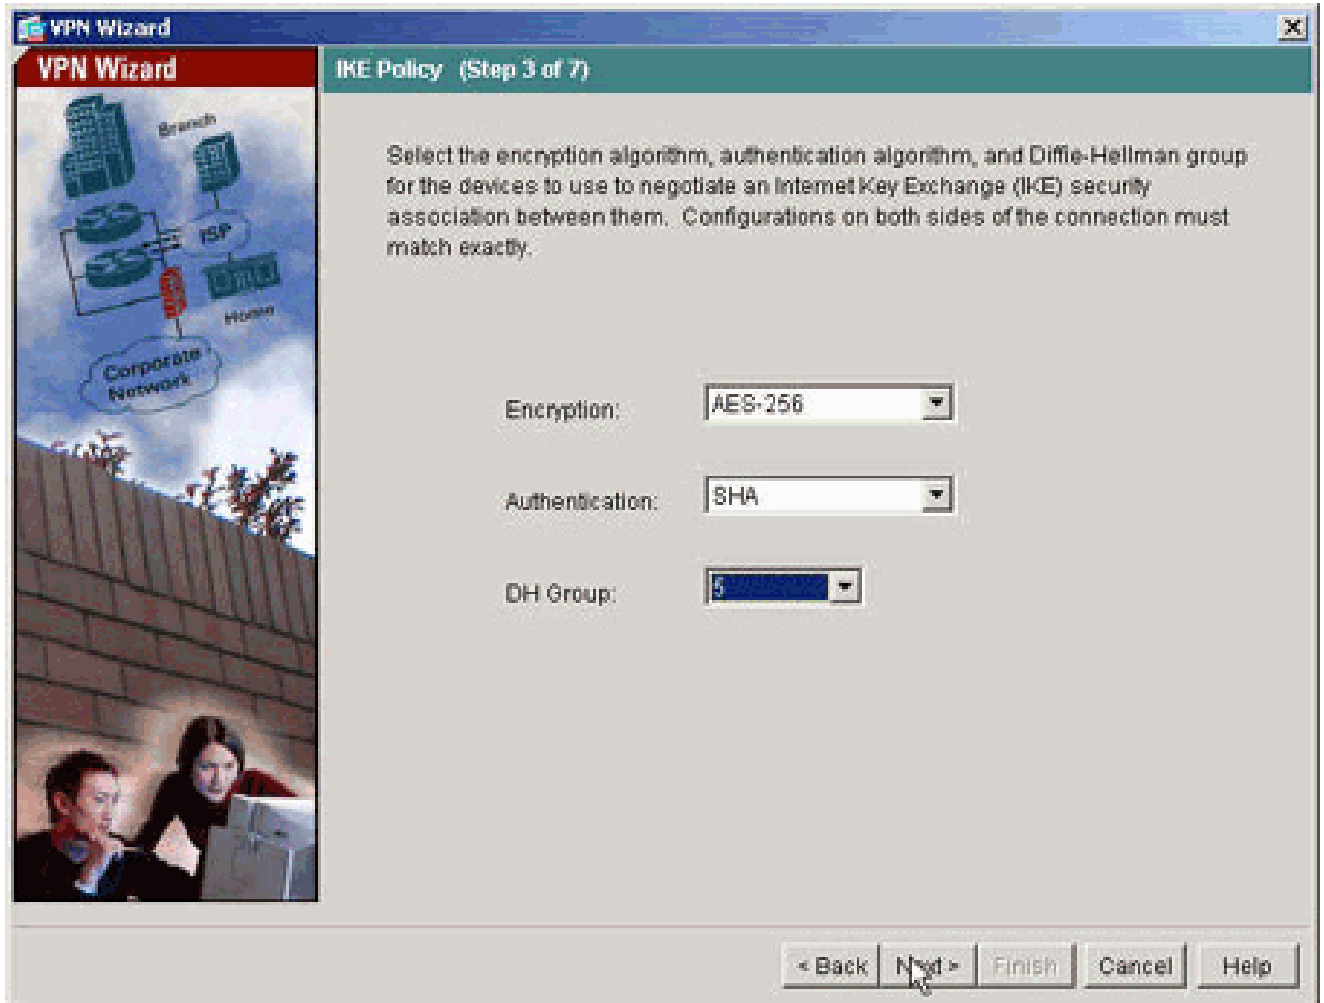 VPN Wizard
VPN Wizard
IKE Policy (Step 3 of 7)
Branch
ISP
Home
Corporate
Network
Select the encryption algorithm, authentication algorithm, and Diffie-Hellman group
for the devices to use to negotiate an Internet Key Exchange (IKE) security
association between them. Configurations on both sides of the connection must
match exactly.
Encryption: AES-256
Authentication: SHA
DH Group: 5
< Back Next > Finish Cancel Help